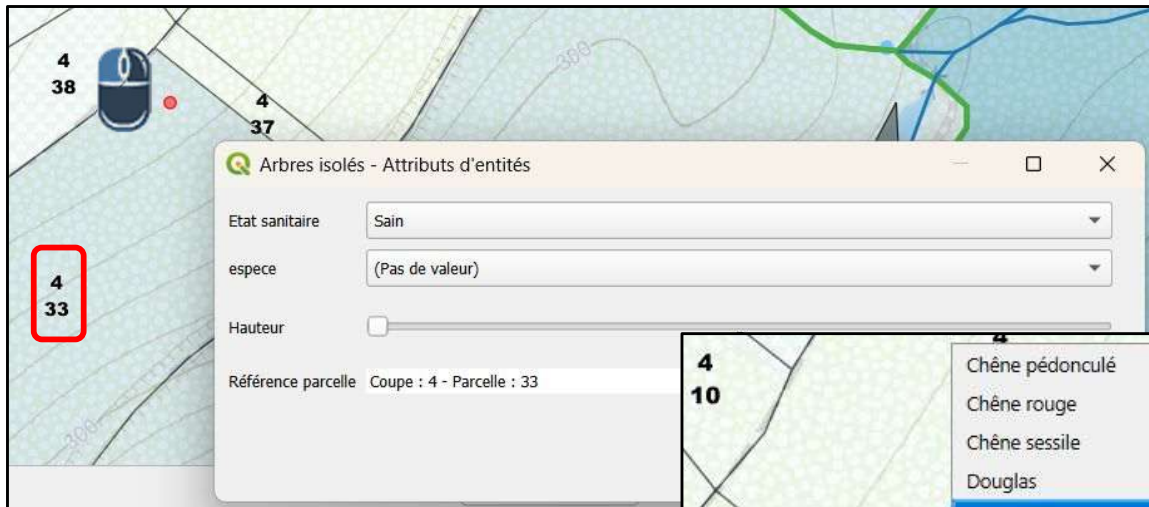 4
38
300
4
37
Arbres isolés - Attributs d'entités
Etat sanitaire Sain
espece (Pas de valeur)
4
33
Hauteur
Référence parcelle Coupe : 4 - Parcelle : 33
300
4
10
4
Chêne pédonculé
Chêne rouge
Chêne sessile
Douglas